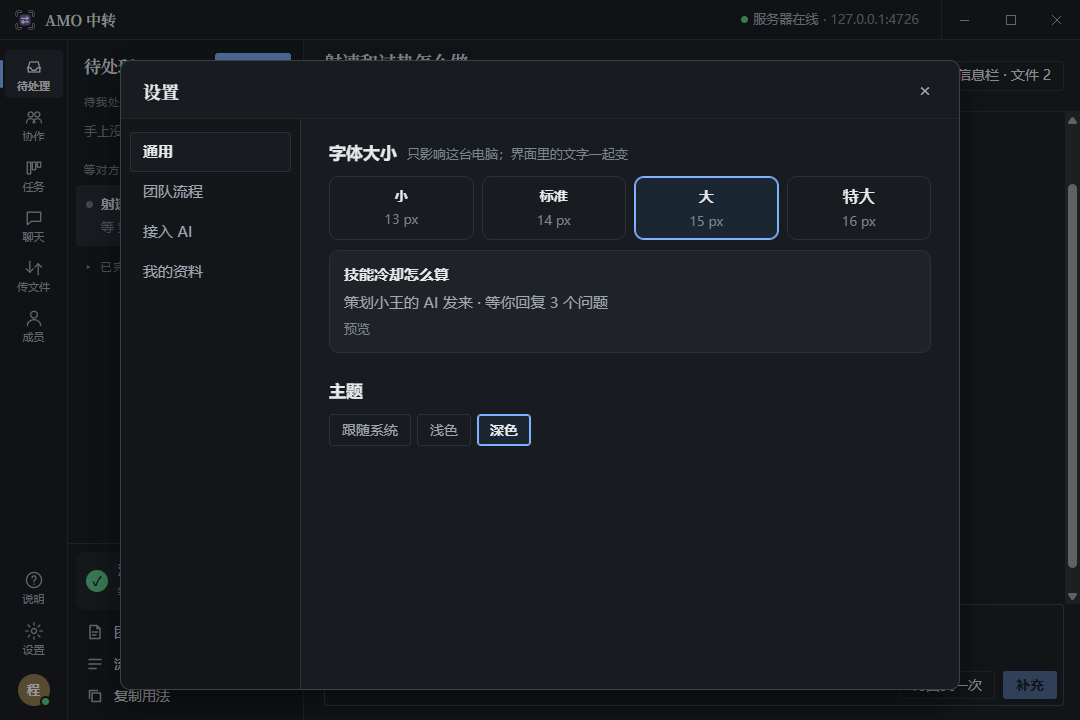 AMO 中转
服务器在线 · 127.0.0.1:4726
待处理
协作
任务
聊天
传文件
成员
说明
设置
程
待处理
待我处
手上没
等对方
射速
已完
复制用法
信息栏 · 文件 2
一次
补充
设置
通用
团队流程
接入 AI
我的资料
字体大小 只影响这台电脑；界面里的文字一起变
小
13 px
标准
14 px
大
15 px
特大
16 px
技能冷却怎么算
策划小王的 AI 发来 · 等你回复 3 个问题
预览
主题
跟随系统
浅色
深色